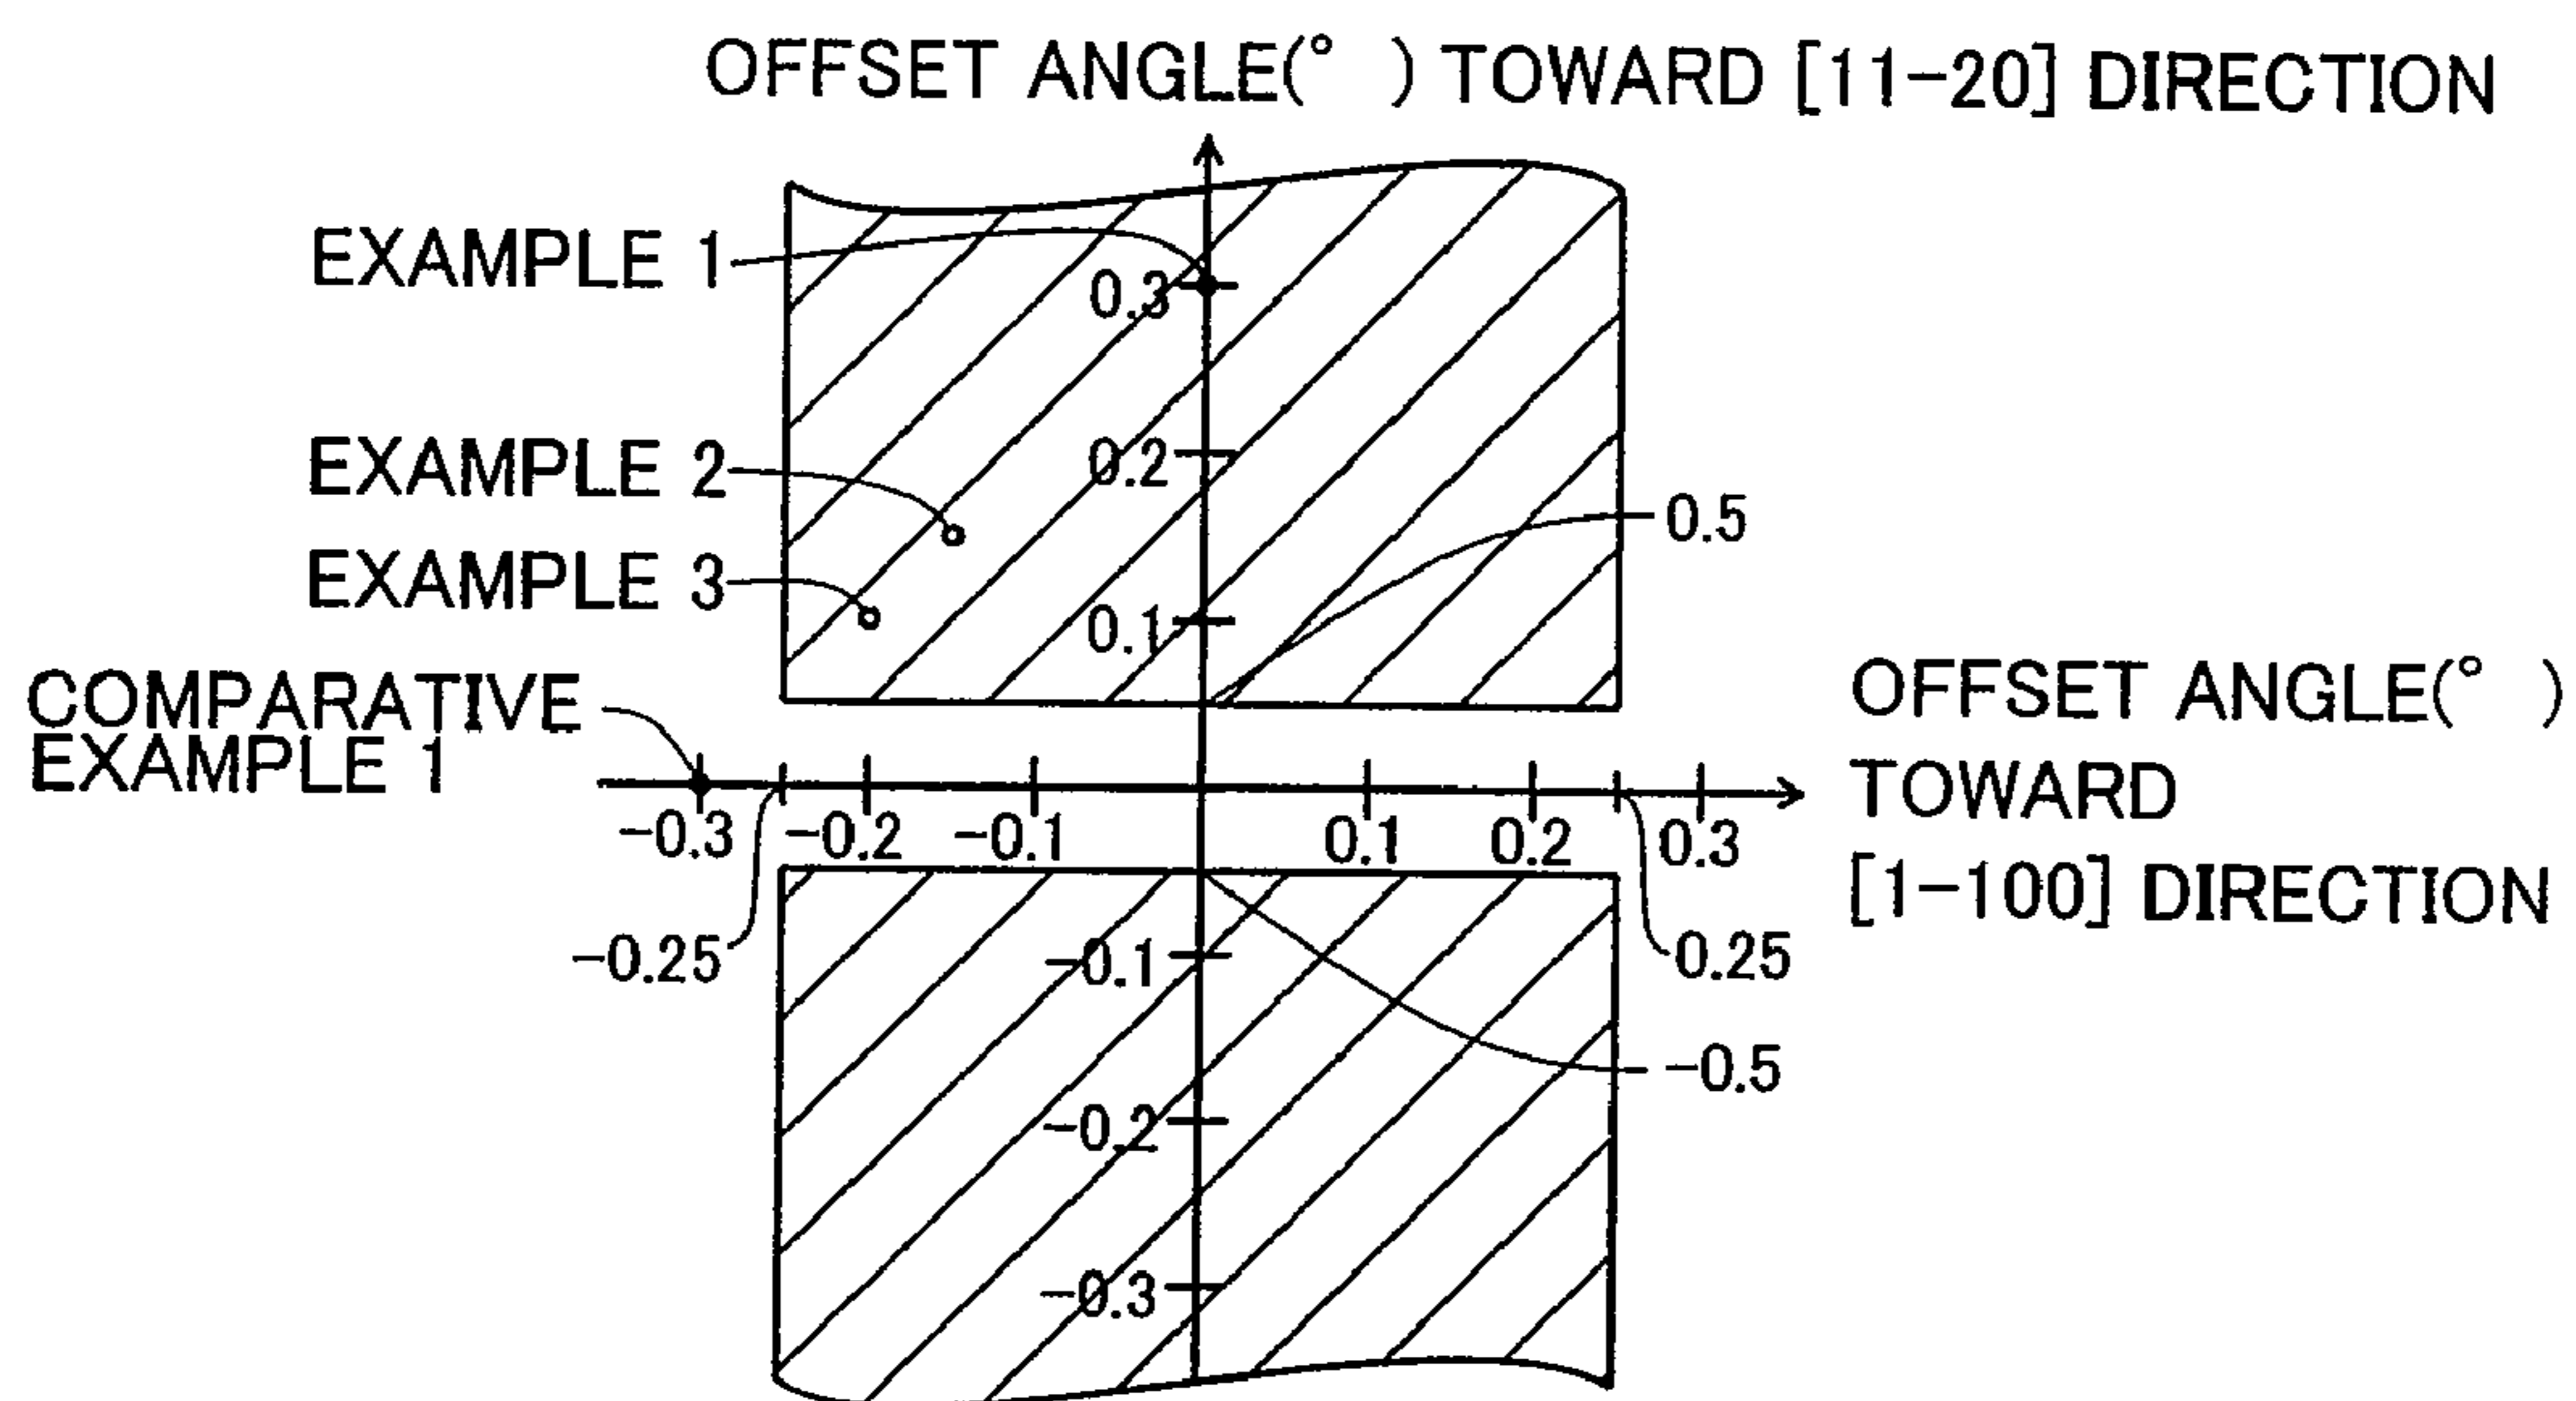 OFFSET ANGLE(° ) TOWARD [11-20] DIRECTION
EXAMPLE 1
0.3
EXAMPLE 2
0.2
0.5
EXAMPLE 3
0.1
COMPARATIVE
EXAMPLE 1
OFFSET ANGLE(° )
TOWARD
[1-100] DIRECTION
-0.3
-0.2
-0.1
0.1
0.2
0.3
-0.25
-0.1
0.25
-0.5
-0.2
-0.3